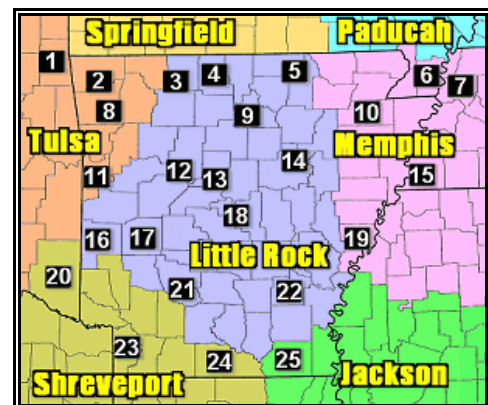 Springfield Paducah
1 2 3 4 5 6 7
8 9 10
Tulsa Memphis
11 12 13 14 15
16 17 18 19
Little Rock
20 21 22
23 24 25
Shreveport Jackson